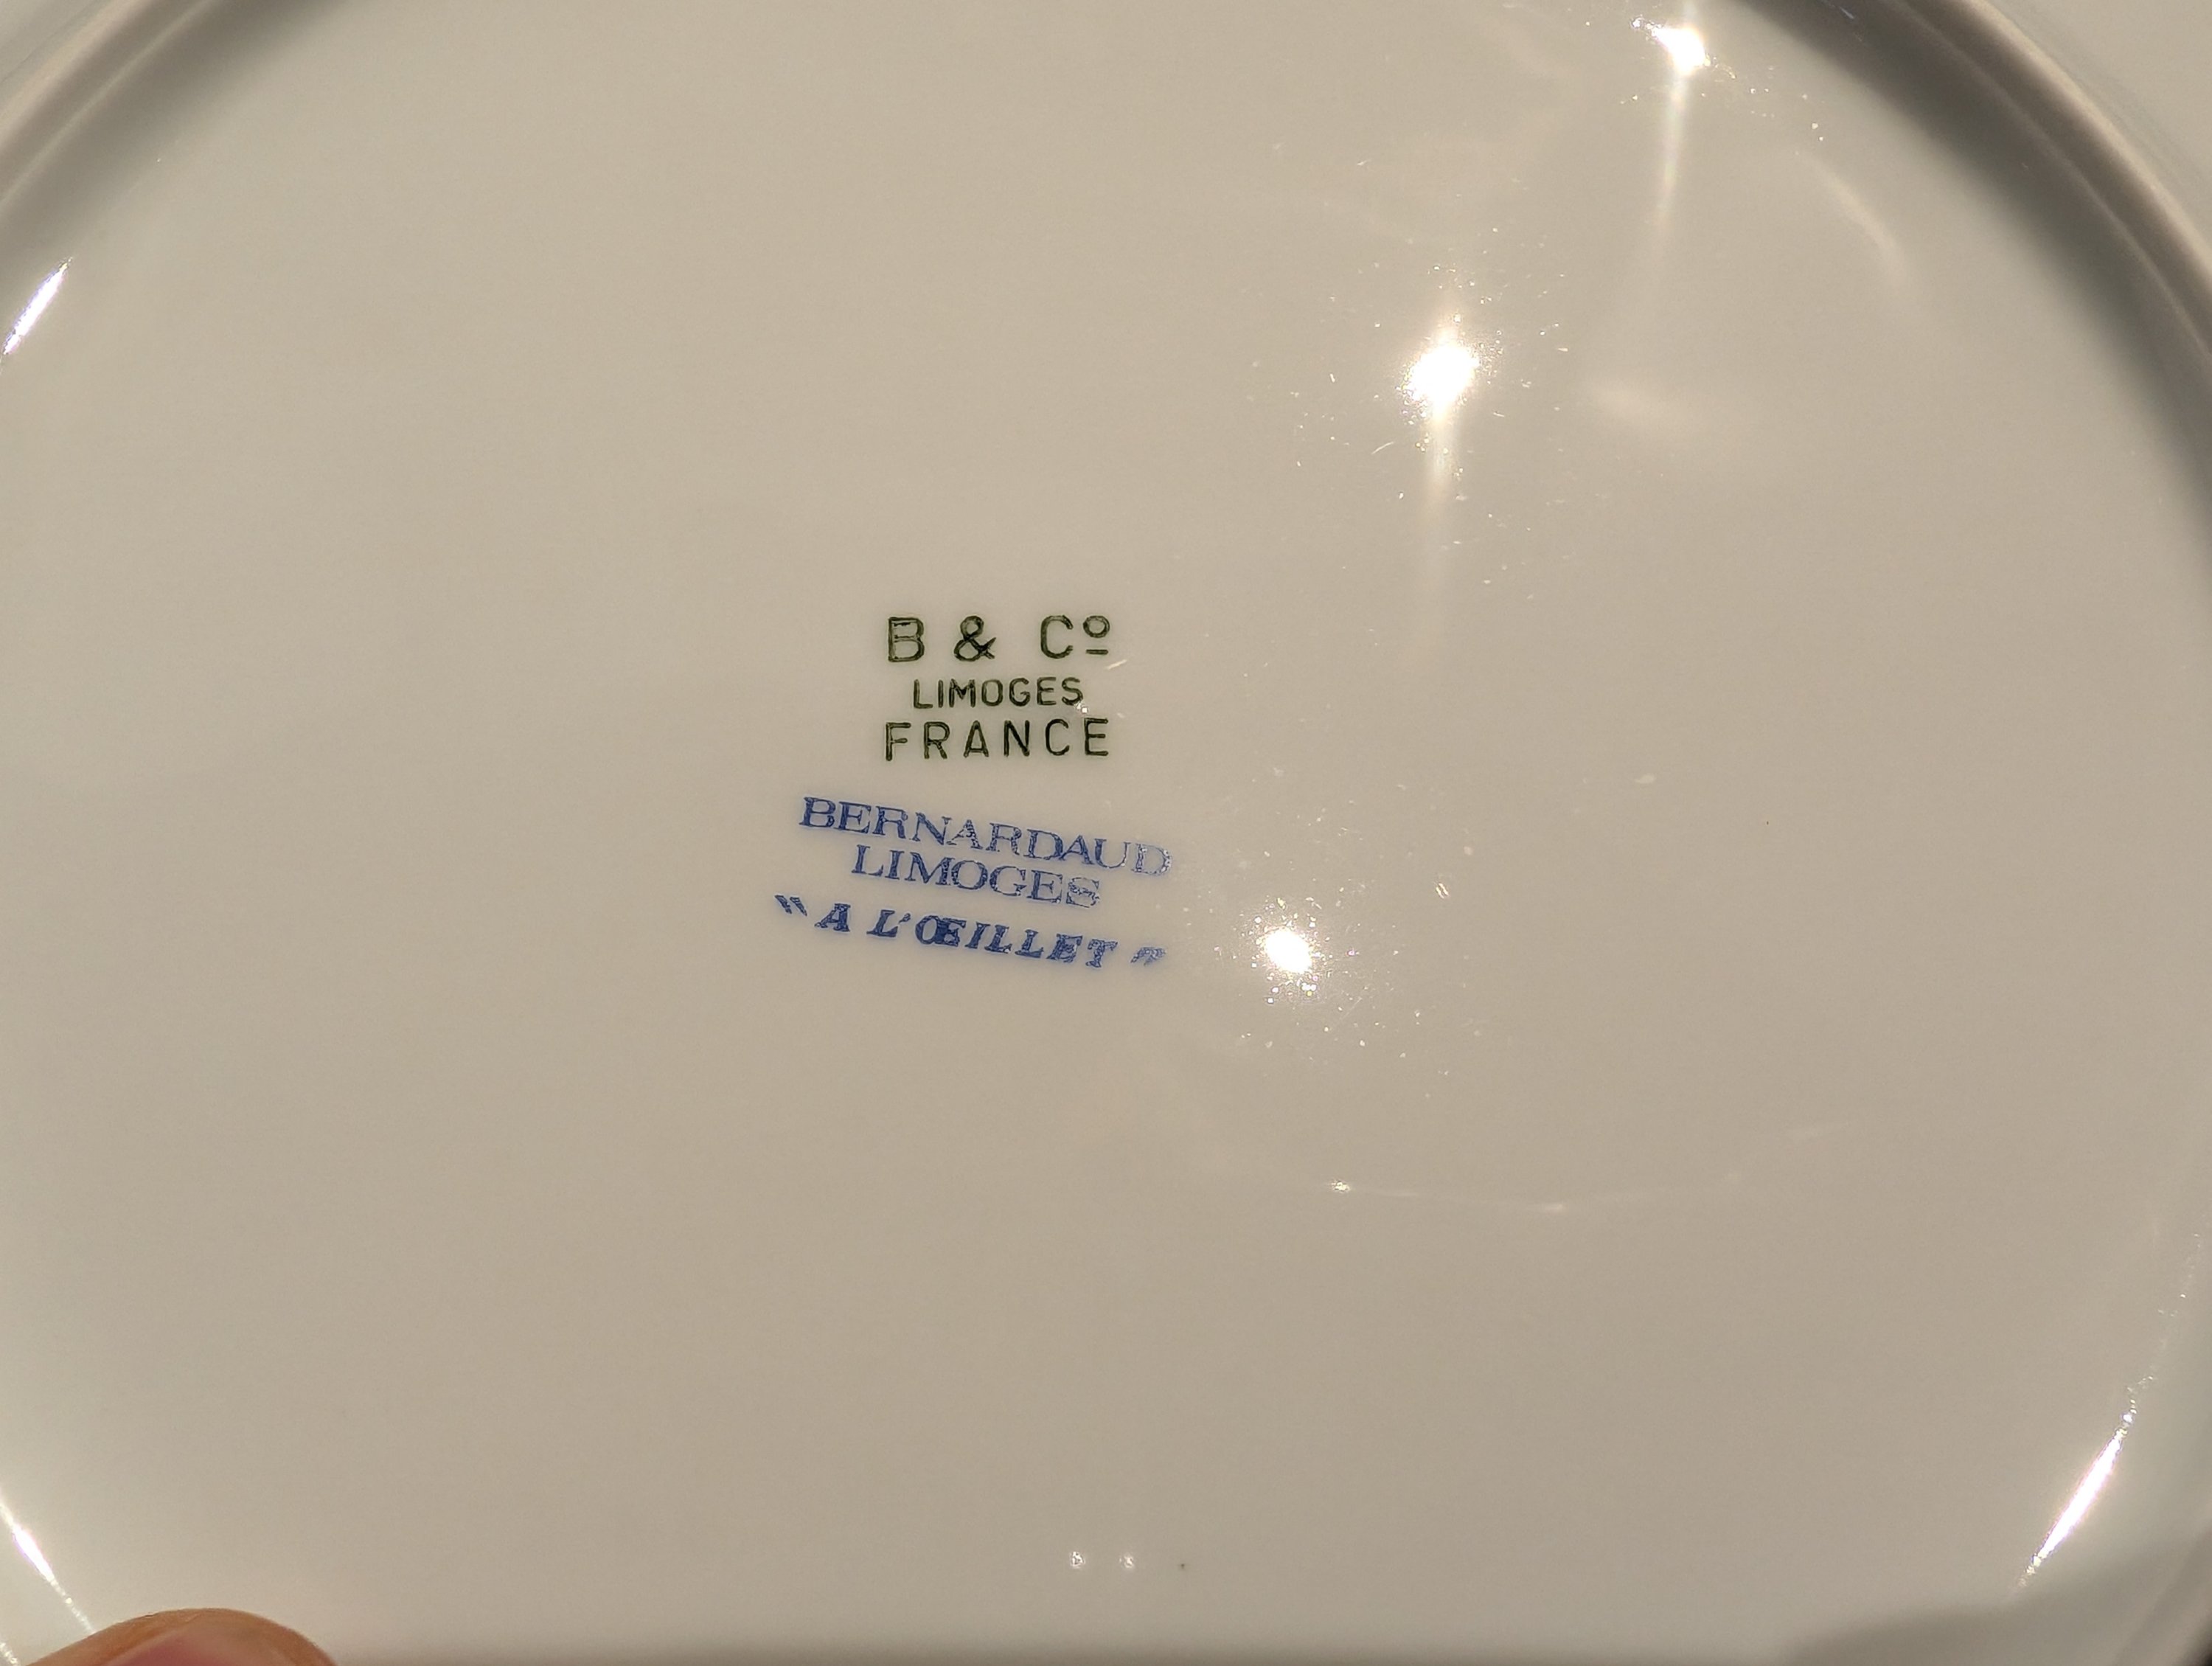 B & Cº
LIMOGES
FRANCE
BERNARDAUD
LIMOGES
"A L'ŒILLET"